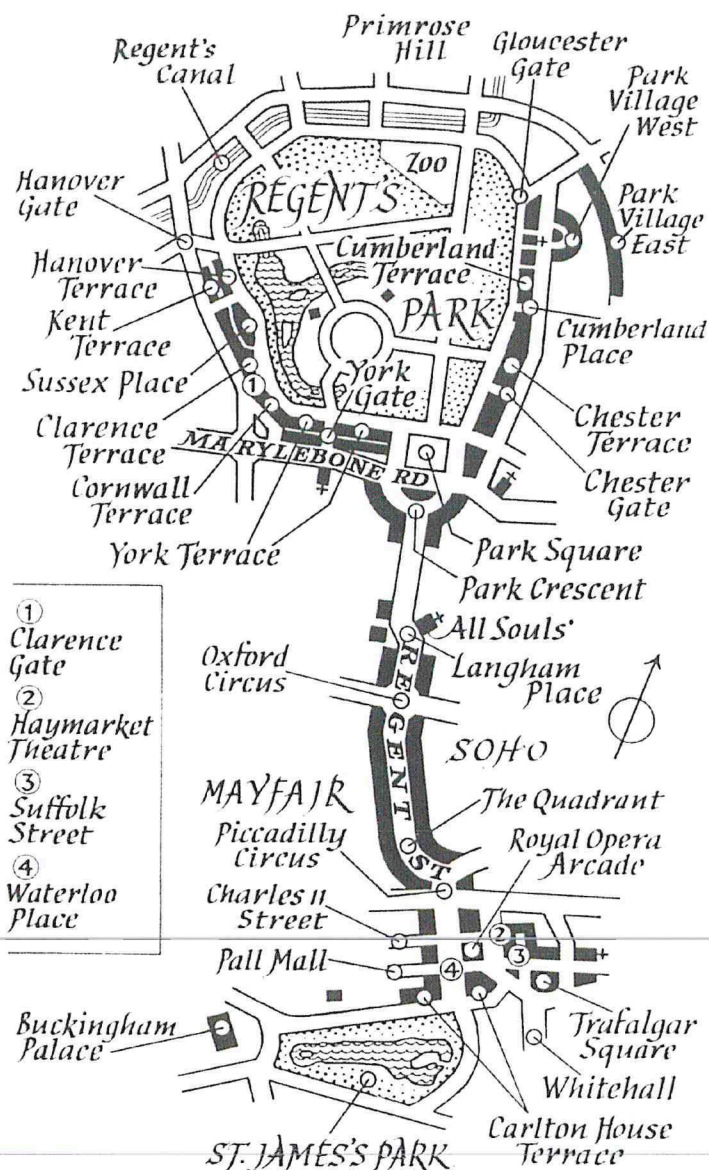 Primrose
Hill
Regent's
Canal
Gloucester
Gate
Park
Village
West
Zoo
Hanover
Gate
REGENT'S
PARK
Park
Village
East
Hanover
Terrace
Cumberland
Terrace
Kent
Terrace
Cumberland
Place
Sussex Place
York
Gate
1
Clarence
Terrace
Chester
Terrace
MARYLEBONE RD
Cornwall
Terrace
Chester
Gate
York Terrace
Park Square
Park Crescent
1
Clarence
Gate
2
Haymarket
Theatre
3
Suffolk
Street
4
Waterloo
Place
All Souls'
Langham
Place
Oxford
Circus
REGENT ST
SOHO
MAYFAIR
The Quadrant
Piccadilly
Circus
Royal Opera
Arcade
Charles II
Street
2
3
Pall Mall
4
Buckingham
Palace
Trafalgar
Square
Whitehall
Carlton House
Terrace
ST. JAMES'S PARK